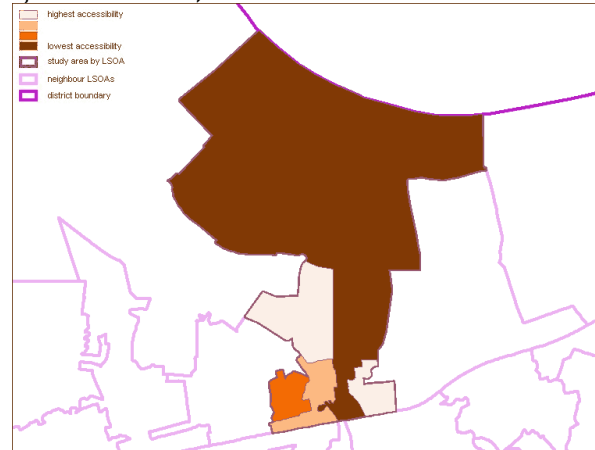 highest accessibility
lowest accessibility
study area by LSOA
neighbour LSOAs
district boundary